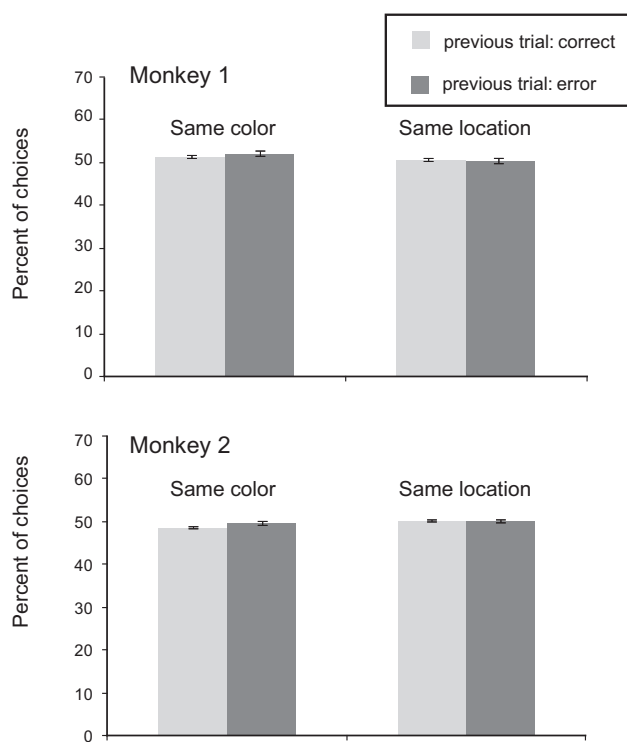 previous trial: correct
previous trial: error
Monkey 1
Same color
Same location
Percent of choices
70
60
50
40
30
20
10
0
Monkey 2
Same color
Same location
Percent of choices
70
60
50
40
30
20
10
0